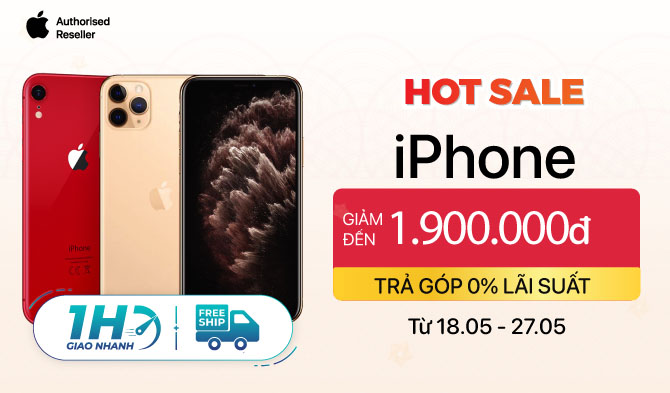 Authorised
Reseller
HOT SALE
iPhone
GIẢM
ĐẾN
1.900.000đ
TRẢ GÓP 0% LÃI SUẤT
Từ 18.05 - 27.05
iPhone
1H
GIAO NHANH
FREE
SHIP